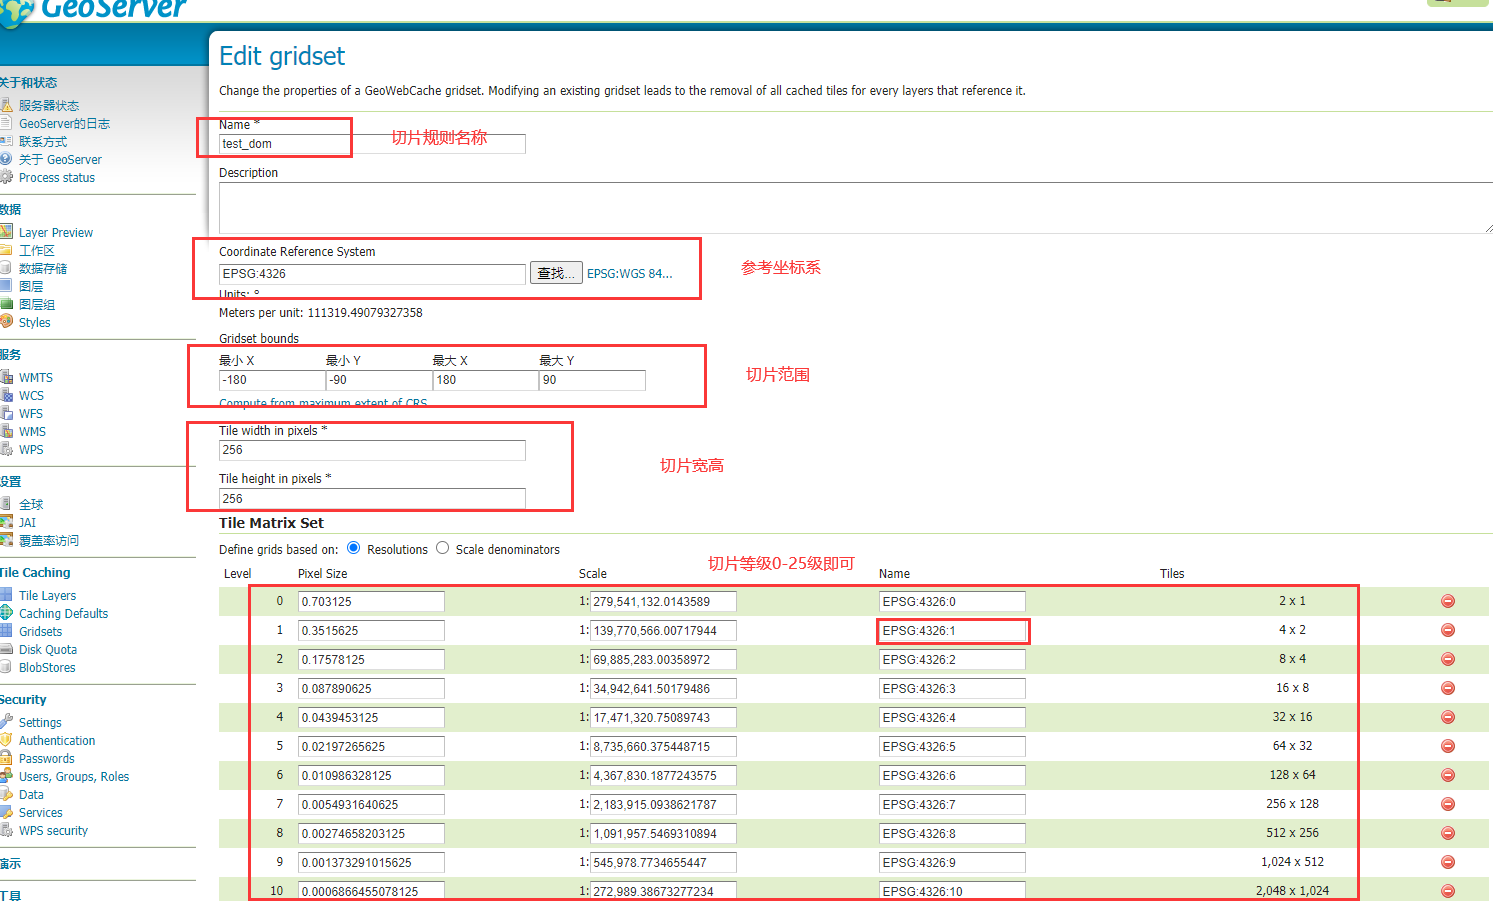 GeoServer
Edit gridset
Change the properties of a GeoWebCache gridset. Modifying an existing gridset leads to the removal of all cached tiles for every layers that reference it.
关于和状态
服务器状态
GeoServer的日志
联系方式
关于 GeoServer
Process status
数据
Layer Preview
工作区
数据存储
图层
图层组
Styles
服务
WMTS
WCS
WFS
WMS
WPS
设置
全球
JAI
覆盖率访问
Tile Caching
Tile Layers
Caching Defaults
Gridsets
Disk Quota
BlobStores
Security
Settings
Authentication
Passwords
Users, Groups, Roles
Data
Services
WPS security
演示
工具
Name *
test_dom
切片规则名称
Description
Coordinate Reference System
EPSG:4326 查找... EPSG:WGS 84...
参考坐标系
Units: °
Meters per unit: 111319.49079327358
Gridset bounds
最小 X 最小 Y 最大 X 最大 Y
-180 -90 180 90
切片范围
Compute from maximum extent of CRS
Tile width in pixels *
256
切片宽高
Tile height in pixels *
256
Tile Matrix Set
Define grids based on: Resolutions Scale denominators
切片等级0-25级即可
Level Pixel Size Scale Name Tiles
0 0.703125 1: 279,541,132.0143589 EPSG:4326:0 2 x 1
1 0.3515625 1: 139,770,566.00717944 EPSG:4326:1 4 x 2
2 0.17578125 1: 69,885,283.00358972 EPSG:4326:2 8 x 4
3 0.087890625 1: 34,942,641.50179486 EPSG:4326:3 16 x 8
4 0.0439453125 1: 17,471,320.75089743 EPSG:4326:4 32 x 16
5 0.02197265625 1: 8,735,660.375448715 EPSG:4326:5 64 x 32
6 0.010986328125 1: 4,367,830.1877243575 EPSG:4326:6 128 x 64
7 0.0054931640625 1: 2,183,915.0938621787 EPSG:4326:7 256 x 128
8 0.00274658203125 1: 1,091,957.5469310894 EPSG:4326:8 512 x 256
9 0.001373291015625 1: 545,978.7734655447 EPSG:4326:9 1,024 x 512
10 0.0006866455078125 1: 272,989.38673277234 EPSG:4326:10 2,048 x 1,024